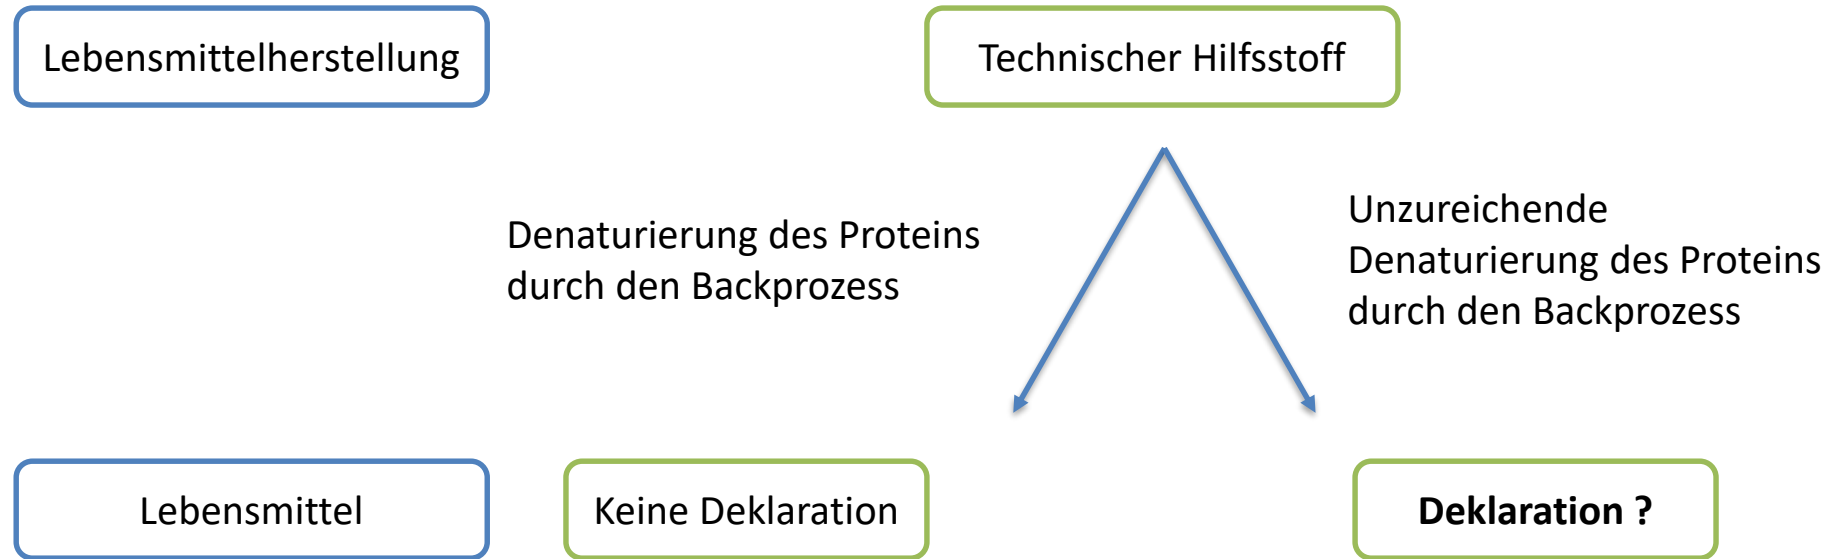 Lebensmittelherstellung
Technischer Hilfsstoff
Denaturierung des Proteins
durch den Backprozess
Unzureichende
Denaturierung des Proteins
durch den Backprozess
Lebensmittel
Keine Deklaration
Deklaration ?